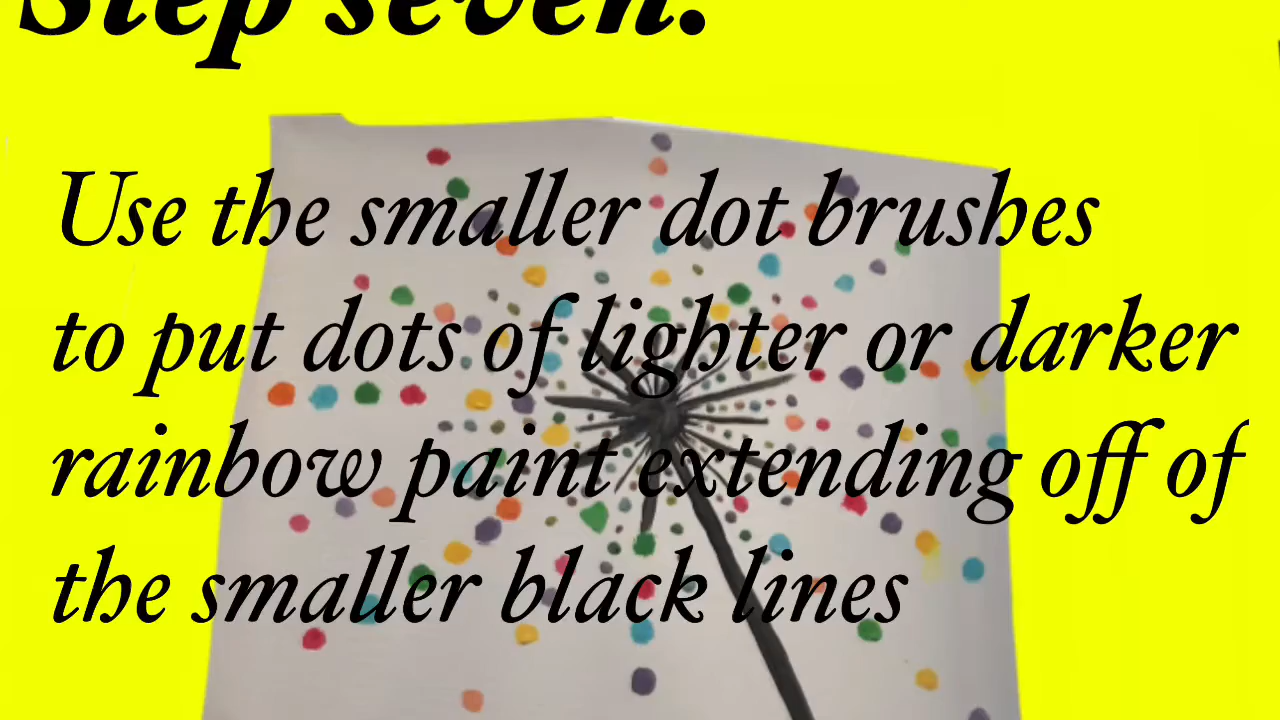 Step seven:
Use the smaller dot brushes
to put dots of lighter or darker
rainbow paint extending off of
the smaller black lines